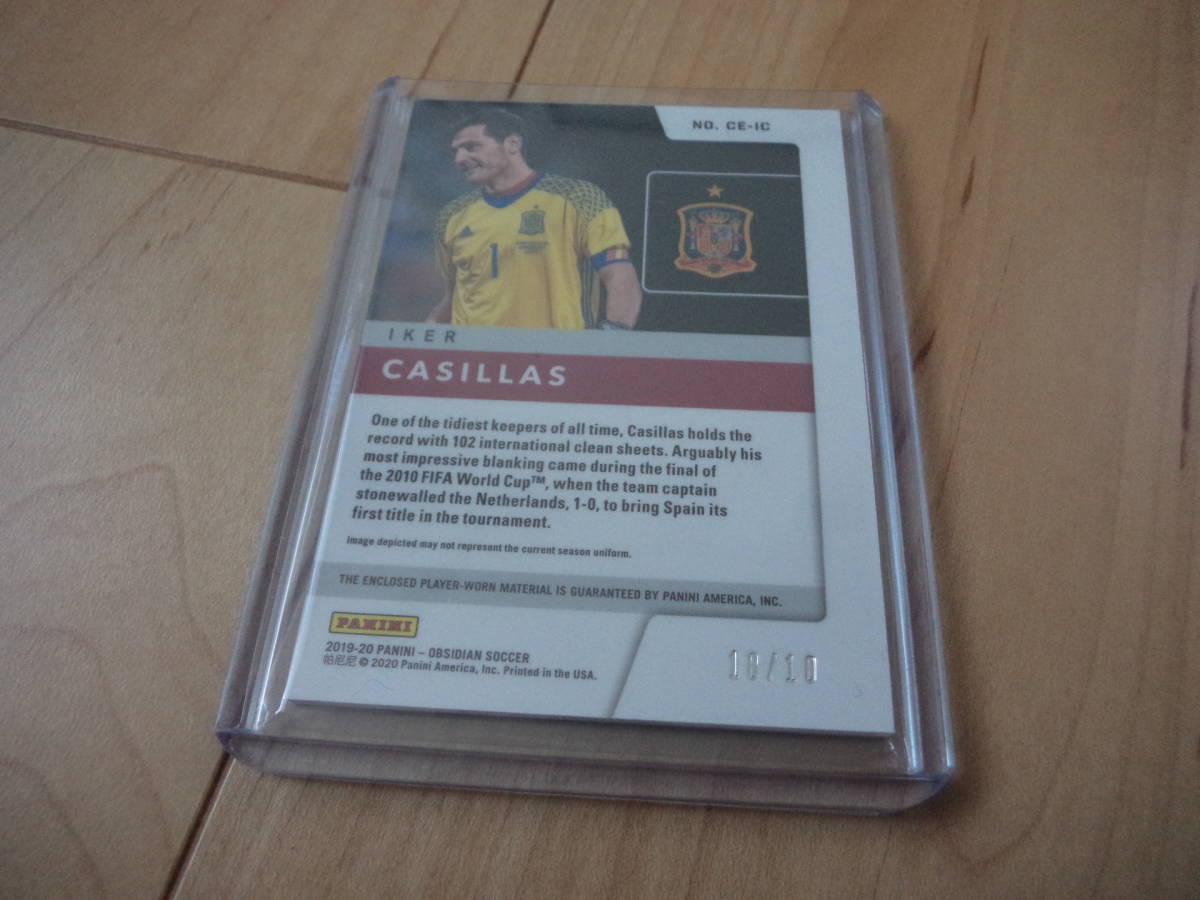 NO. CE-IC
1
IKER
CASILLAS
One of the tidiest keepers of all time, Casillas holds the
record with 102 international clean sheets. Arguably his
most impressive blanking came during the final of
the 2010 FIFA World Cup™, when the team captain
stonewalled the Netherlands, 1-0, to bring Spain its
first title in the tournament.
Image depicted may not represent the current season uniform.
THE ENCLOSED PLAYER-WORN MATERIAL IS GUARANTEED BY PANINI AMERICA, INC.
PANINI
2019-20 PANINI – OBSIDIAN SOCCER
帕尼尼 © 2020 Panini America, Inc. Printed in the USA.
10/10